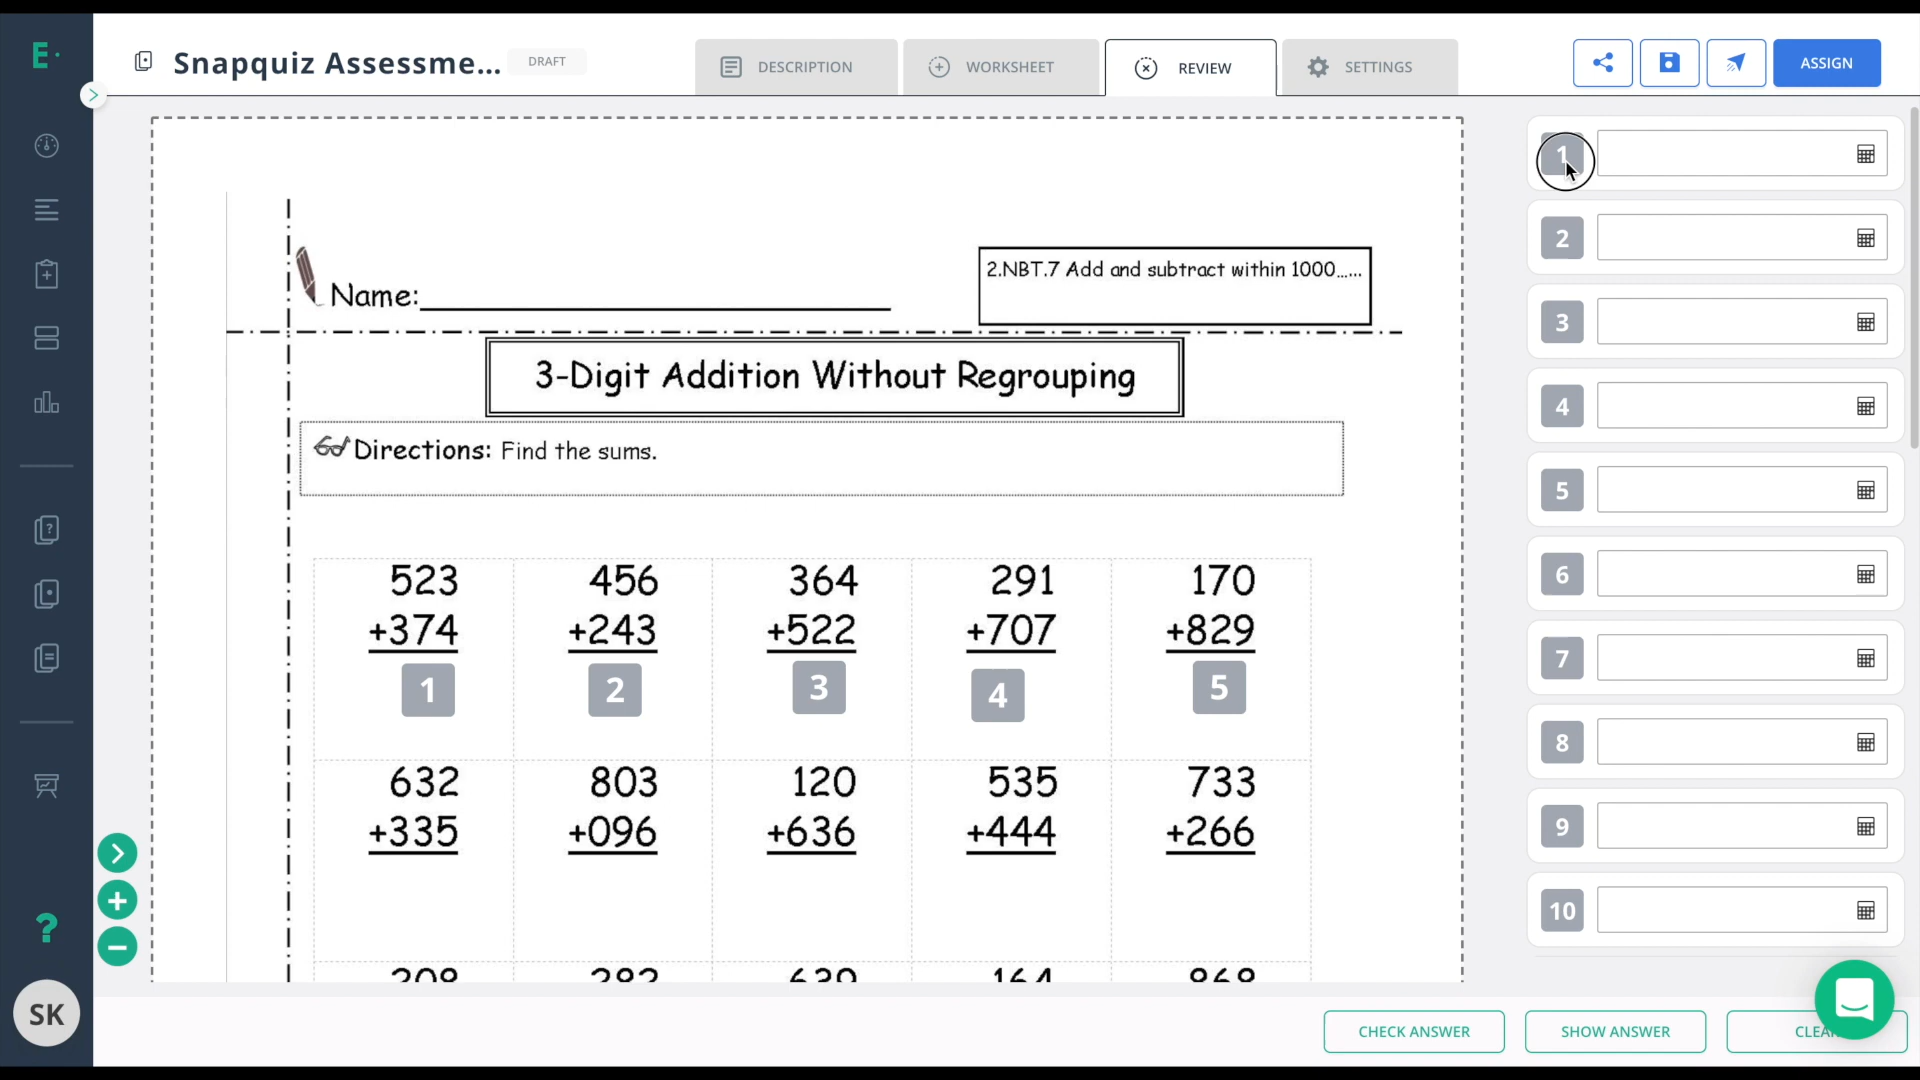 E·
Snapquiz Assessme...
DRAFT
DESCRIPTION
WORKSHEET
REVIEW
SETTINGS
ASSIGN
Name:
2.NBT.7 Add and subtract within 1000……
3-Digit Addition Without Regrouping
Directions: Find the sums.
523 456 364 291 170
+374 +243 +522 +707 +829
1 2 3 4 5
632 803 120 535 733
+335 +096 +636 +444 +266
1
2
3
4
5
6
7
8
9
10
?
SK
CHECK ANSWER
SHOW ANSWER